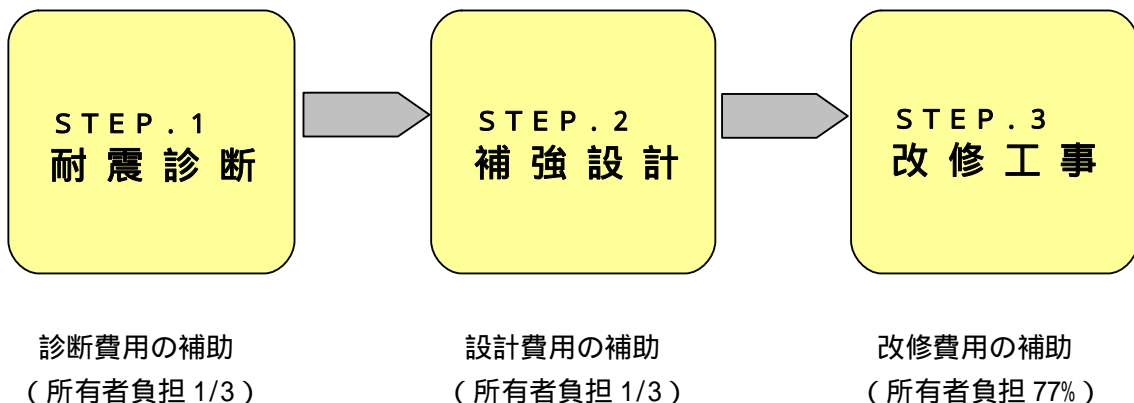 STEP.1
耐震診断
STEP.2
補強設計
STEP.3
改修工事
診断費用の補助
(所有者負担 1/3)
設計費用の補助
(所有者負担 1/3)
改修費用の補助
(所有者負担 77%)